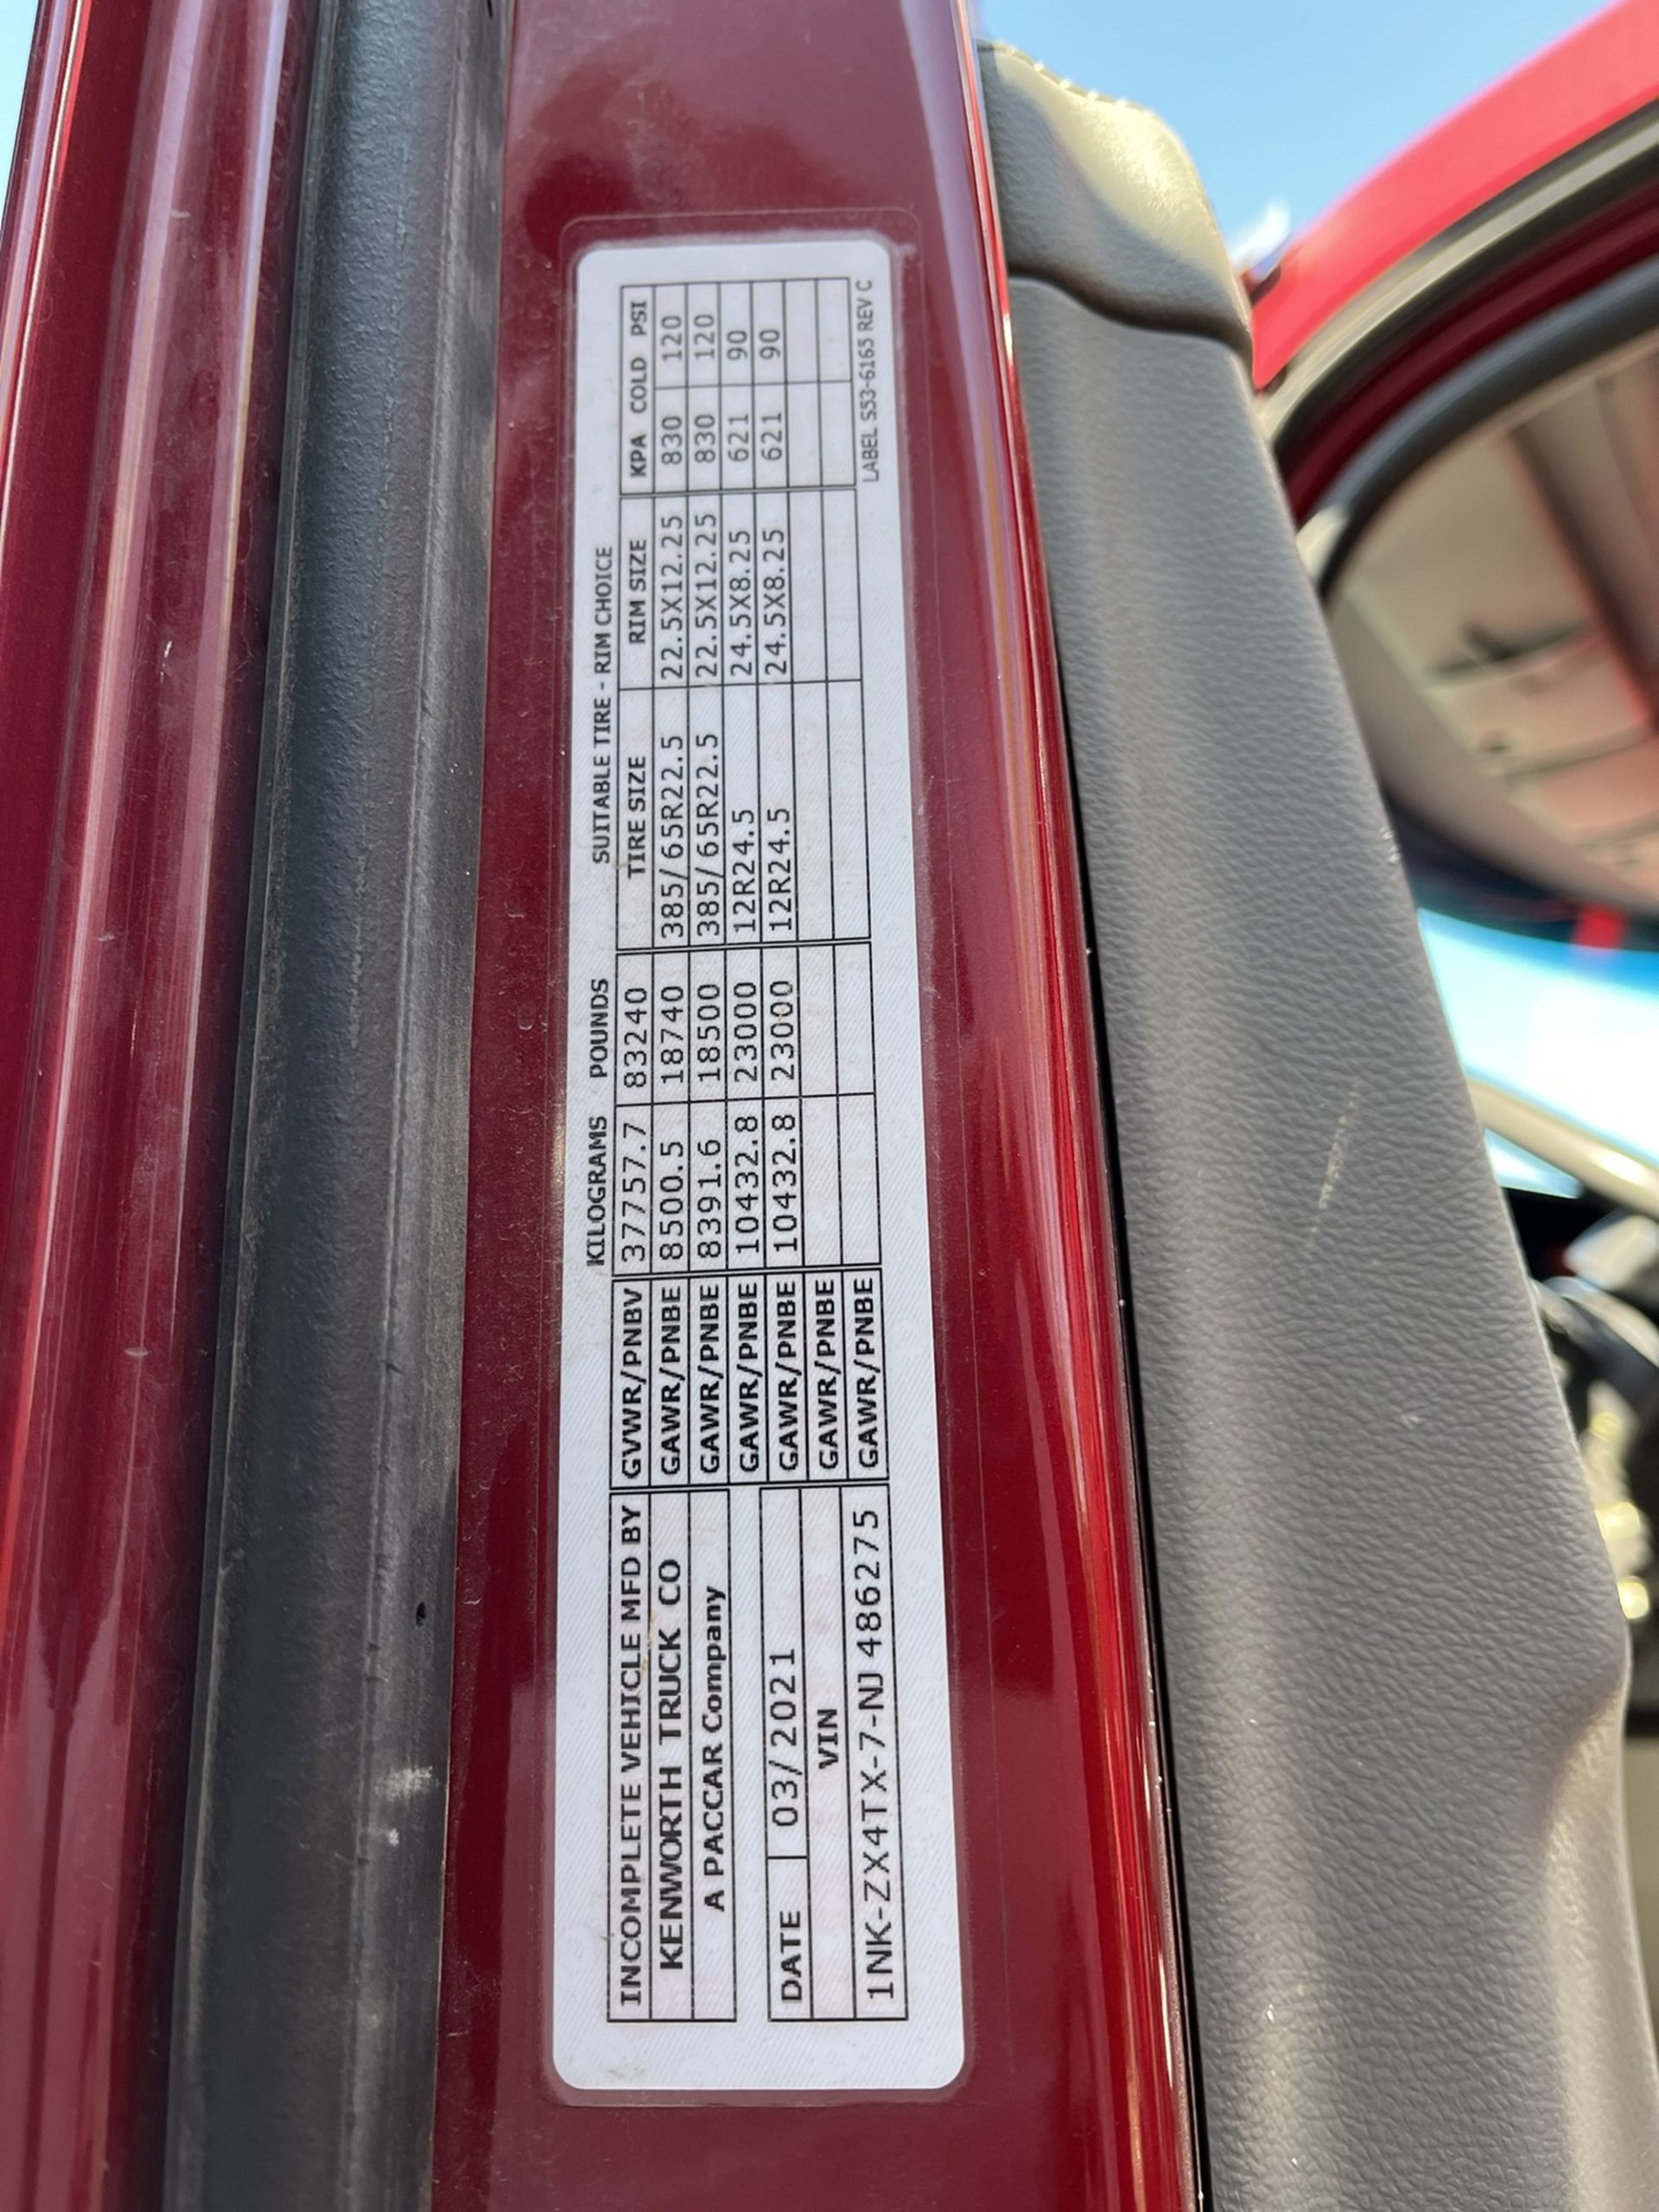 INCOMPLETE VEHICLE MFD BY
KENWORTH TRUCK CO
A PACCAR Company
DATE 03/2021
VIN
1NK-ZX4TX-7-NJ 486275
KILOGRAMS POUNDS
GVWR/PNBV 37757.7 83240
GAWR/PNBE 8500.5 18740
GAWR/PNBE 8391.6 18500
GAWR/PNBE 10432.8 23000
GAWR/PNBE 10432.8 23000
GAWR/PNBE
GAWR/PNBE
SUITABLE TIRE - RIM CHOICE
TIRE SIZE RIM SIZE KPA COLD PSI
385/65R22.5 22.5X12.25 830 120
385/65R22.5 22.5X12.25 830 120
12R24.5 24.5X8.25 621 90
12R24.5 24.5X8.25 621 90
LABEL S53-6165 REV C